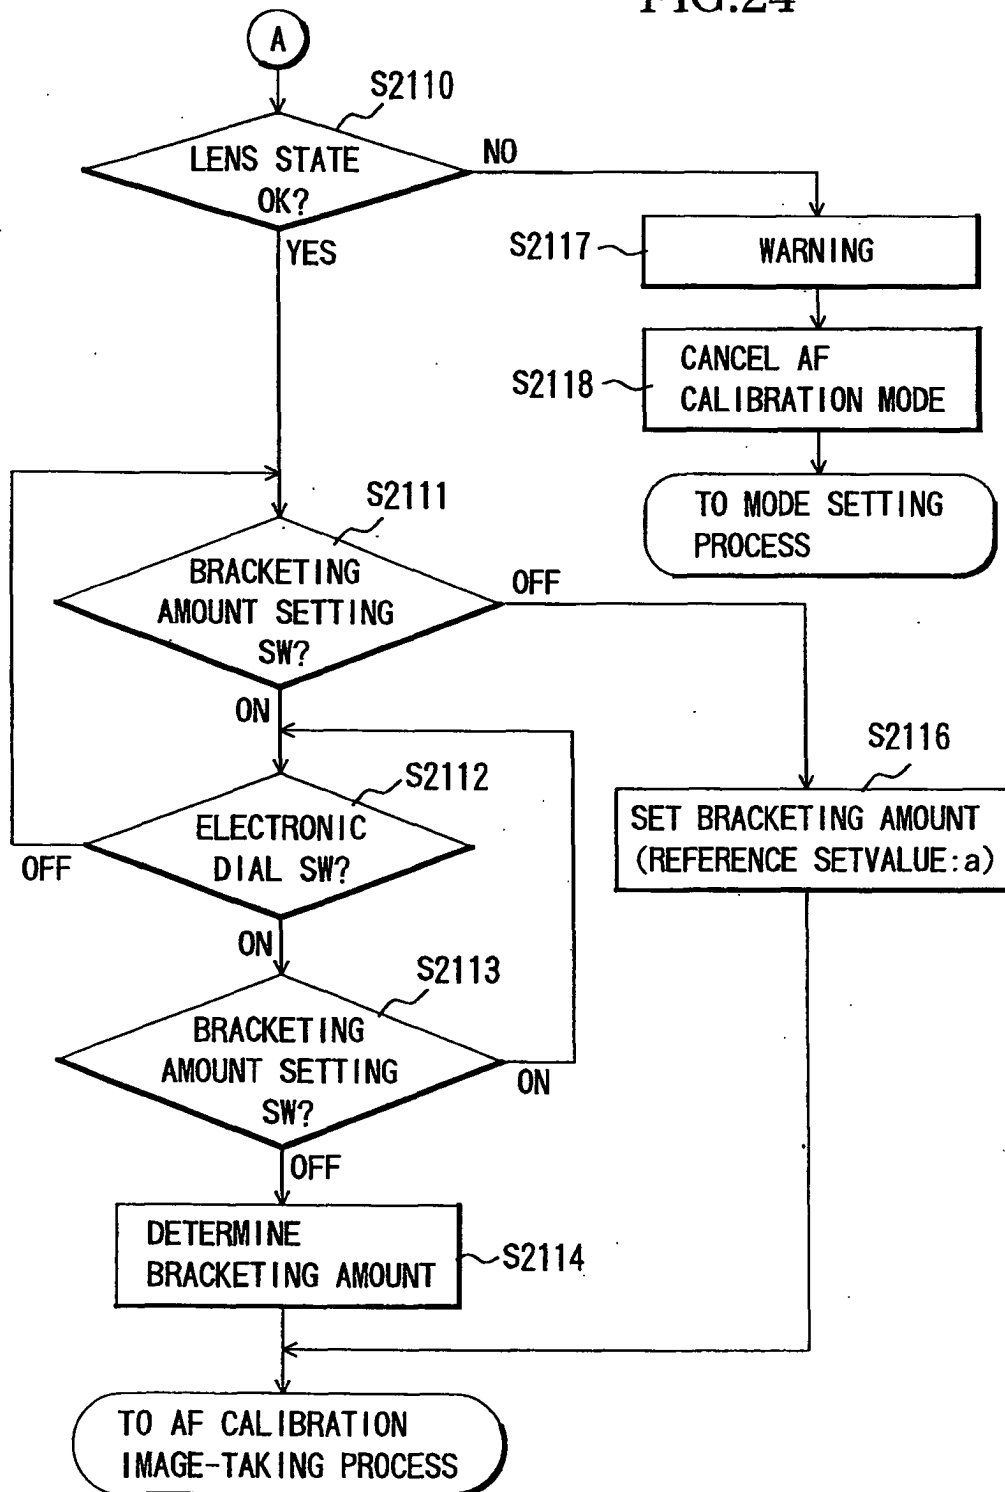 FIG.24
A
S2110
LENS STATE
OK?
NO
YES
S2117
WARNING
S2118
CANCEL AF
CALIBRATION MODE
TO MODE SETTING
PROCESS
S2111
BRACKETING
AMOUNT SETTING
SW?
OFF
ON
S2112
ELECTRONIC
DIAL SW?
OFF
ON
S2116
SET BRACKETING AMOUNT
(REFERENCE SETVALUE:a)
S2113
BRACKETING
AMOUNT SETTING
SW?
ON
OFF
DETERMINE
BRACKETING AMOUNT
S2114
TO AF CALIBRATION
IMAGE-TAKING PROCESS